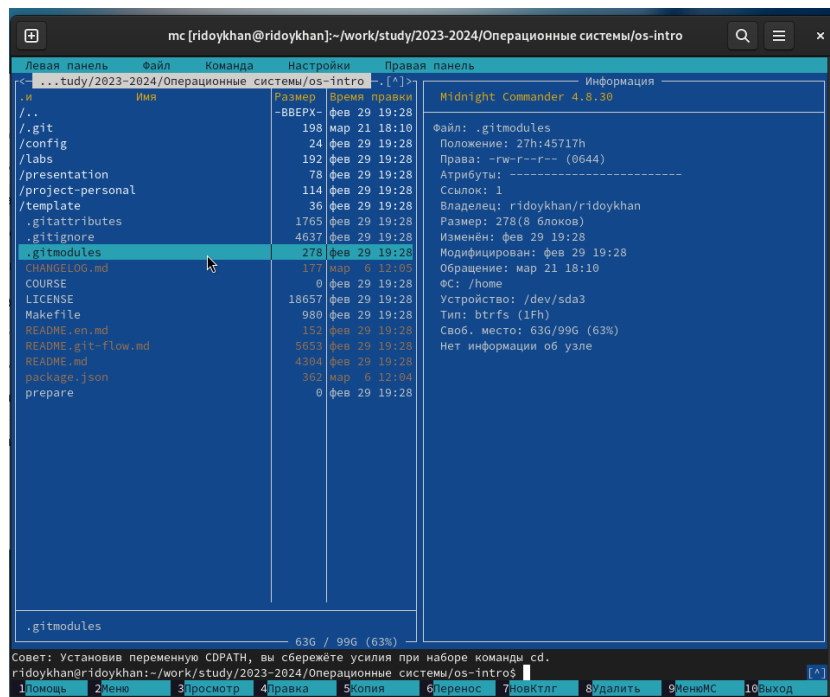 mc [ridoykhan@ridoykhan]:~/work/study/2023-2024/Операционные системы/os-intro
Левая панель Файл Команда Настройки Правая панель
<— ...tudy/2023-2024/Операционные системы/os-intro —.[^]>
.и Имя Размер Время правки
/.. -ВВЕРХ- фев 29 19:28
/.git 198 мар 21 18:10
/config 24 фев 29 19:28
/labs 192 фев 29 19:28
/presentation 78 фев 29 19:28
/project-personal 114 фев 29 19:28
/template 36 фев 29 19:28
.gitattributes 1765 фев 29 19:28
.gitignore 4637 фев 29 19:28
.gitmodules 278 фев 29 19:28
CHANGELOG.md 177 мар 6 12:05
COURSE 0 фев 29 19:28
LICENSE 18657 фев 29 19:28
Makefile 980 фев 29 19:28
README.en.md 152 фев 29 19:28
README.git-flow.md 5653 фев 29 19:28
README.md 4304 фев 29 19:28
package.json 362 мар 6 12:04
prepare 0 фев 29 19:28
.gitmodules
63G / 99G (63%)
Информация
Midnight Commander 4.8.30
Файл: .gitmodules
Положение: 27h:45717h
Права: -rw-r--r-- (0644)
Атрибуты: -------------------------
Ссылок: 1
Владелец: ridoykhan/ridoykhan
Размер: 278(8 блоков)
Изменён: фев 29 19:28
Модифицирован: фев 29 19:28
Обращение: мар 21 18:10
ФС: /home
Устройство: /dev/sda3
Тип: btrfs (1Fh)
Своб. место: 63G/99G (63%)
Нет информации об узле
Совет: Установив переменную CDPATH, вы сбережёте усилия при наборе команды cd.
ridoykhan@ridoykhan:~/work/study/2023-2024/Операционные системы/os-intro$ [^]
1Помощь 2Меню 3Просмотр 4Правка 5Копия 6Перенос 7НовКтлг 8Удалить 9МенюMC 10Выход